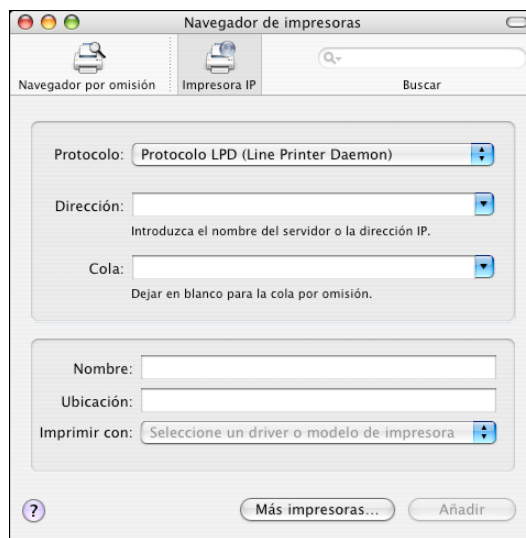 Navegador de impresoras
Navegador por omisión Impresora IP Buscar
Protocolo: Protocolo LPD (Line Printer Daemon)
Dirección:
Introduzca el nombre del servidor o la dirección IP.
Cola:
Dejar en blanco para la cola por omisión.
Nombre:
Ubicación:
Imprimir con: Seleccione un driver o modelo de impresora
? Más impresoras... Añadir